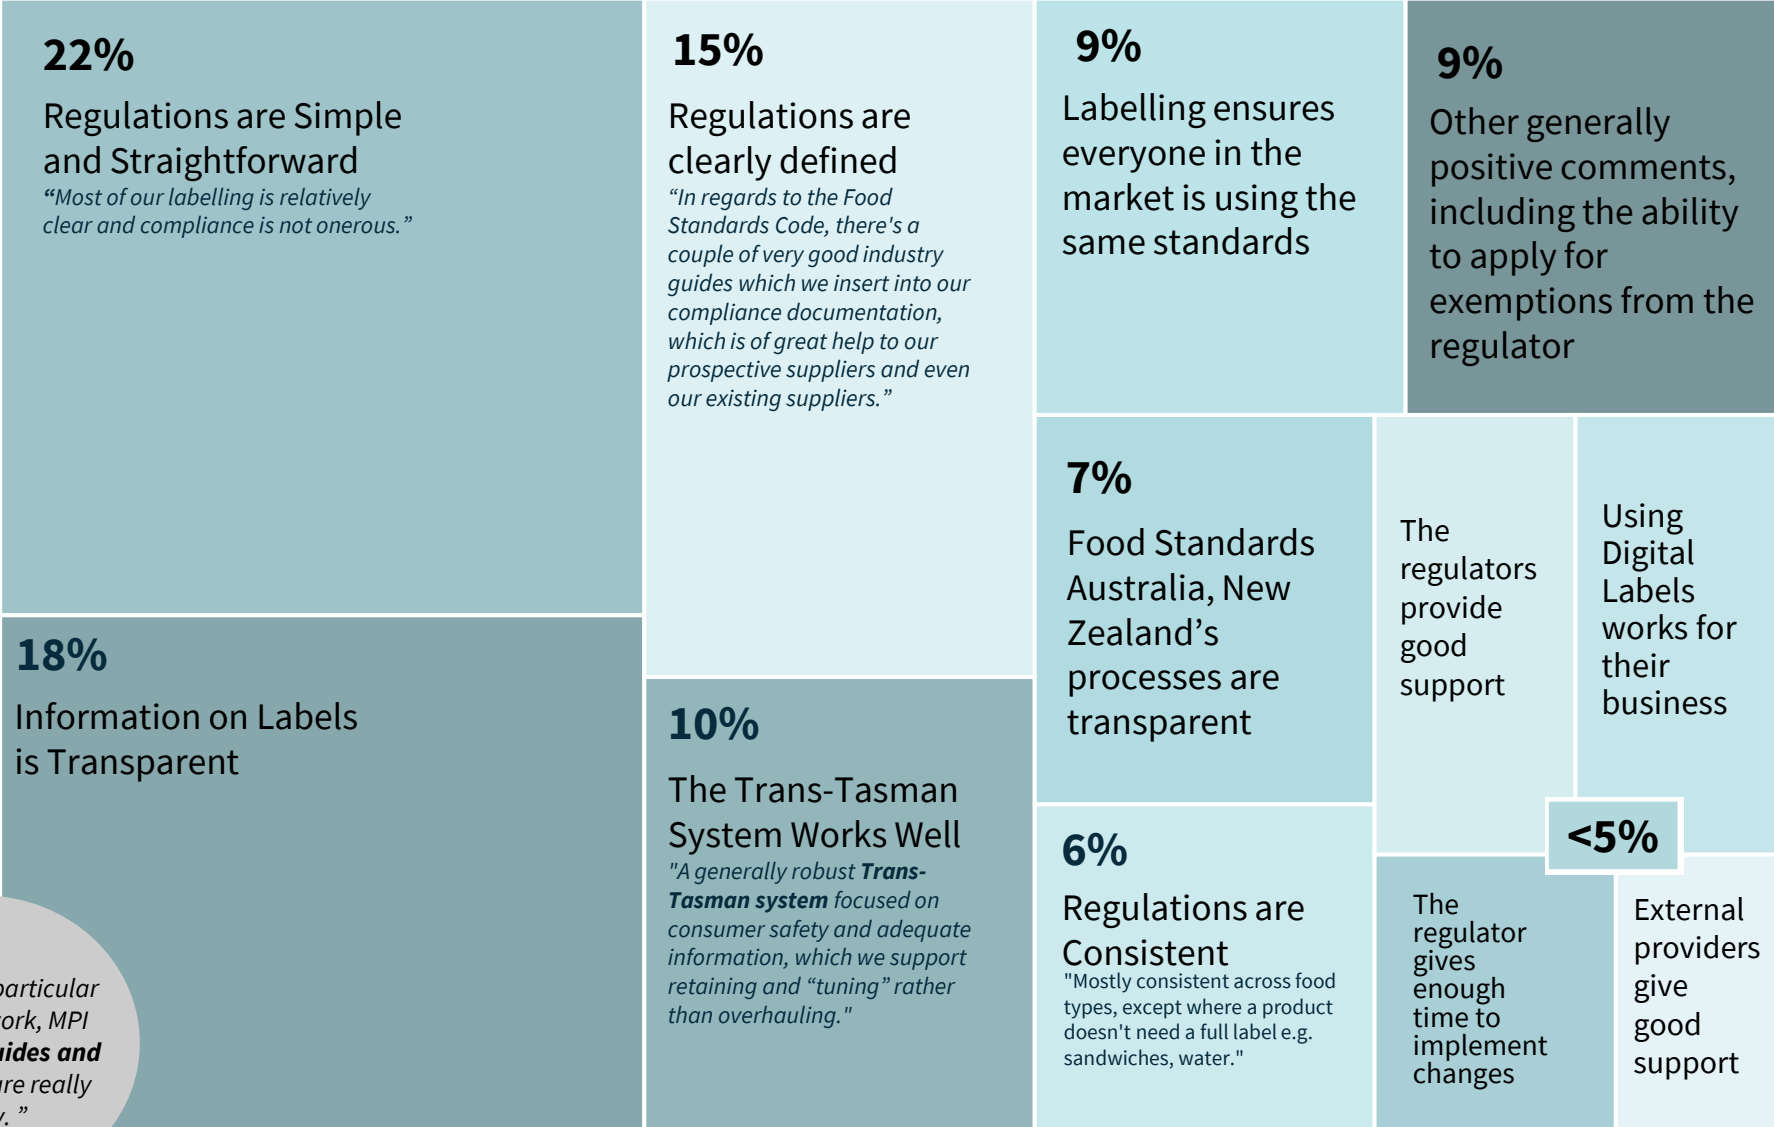 22%
Regulations are Simple
and Straightforward
“Most of our labelling is relatively
clear and compliance is not onerous.”
18%
Information on Labels
is Transparent
particular
MPI
and
are really
”
15%
Regulations are
clearly defined
“In regards to the Food
Standards Code, there's a
couple of very good industry
guides which we insert into our
compliance documentation,
which is of great help to our
prospective suppliers and even
our existing suppliers.”
10%
The Trans-Tasman
System Works Well
"A generally robust Trans-
Tasman system focused on
consumer safety and adequate
information, which we support
retaining and “tuning” rather
than overhauling."
9%
Labelling ensures
everyone in the
market is using the
same standards
9%
Other generally
positive comments,
including the ability
to apply for
exemptions from the
regulator
7%
Food Standards
Australia, New
Zealand’s
processes are
transparent
6%
Regulations are
Consistent
"Mostly consistent across food
types, except where a product
doesn't need a full label e.g.
sandwiches, water."
The
regulators
provide
good
support
Using
Digital
Labels
works for
their
business
<5%
The
regulator
gives
enough
time to
implement
changes
External
providers
give
good
support